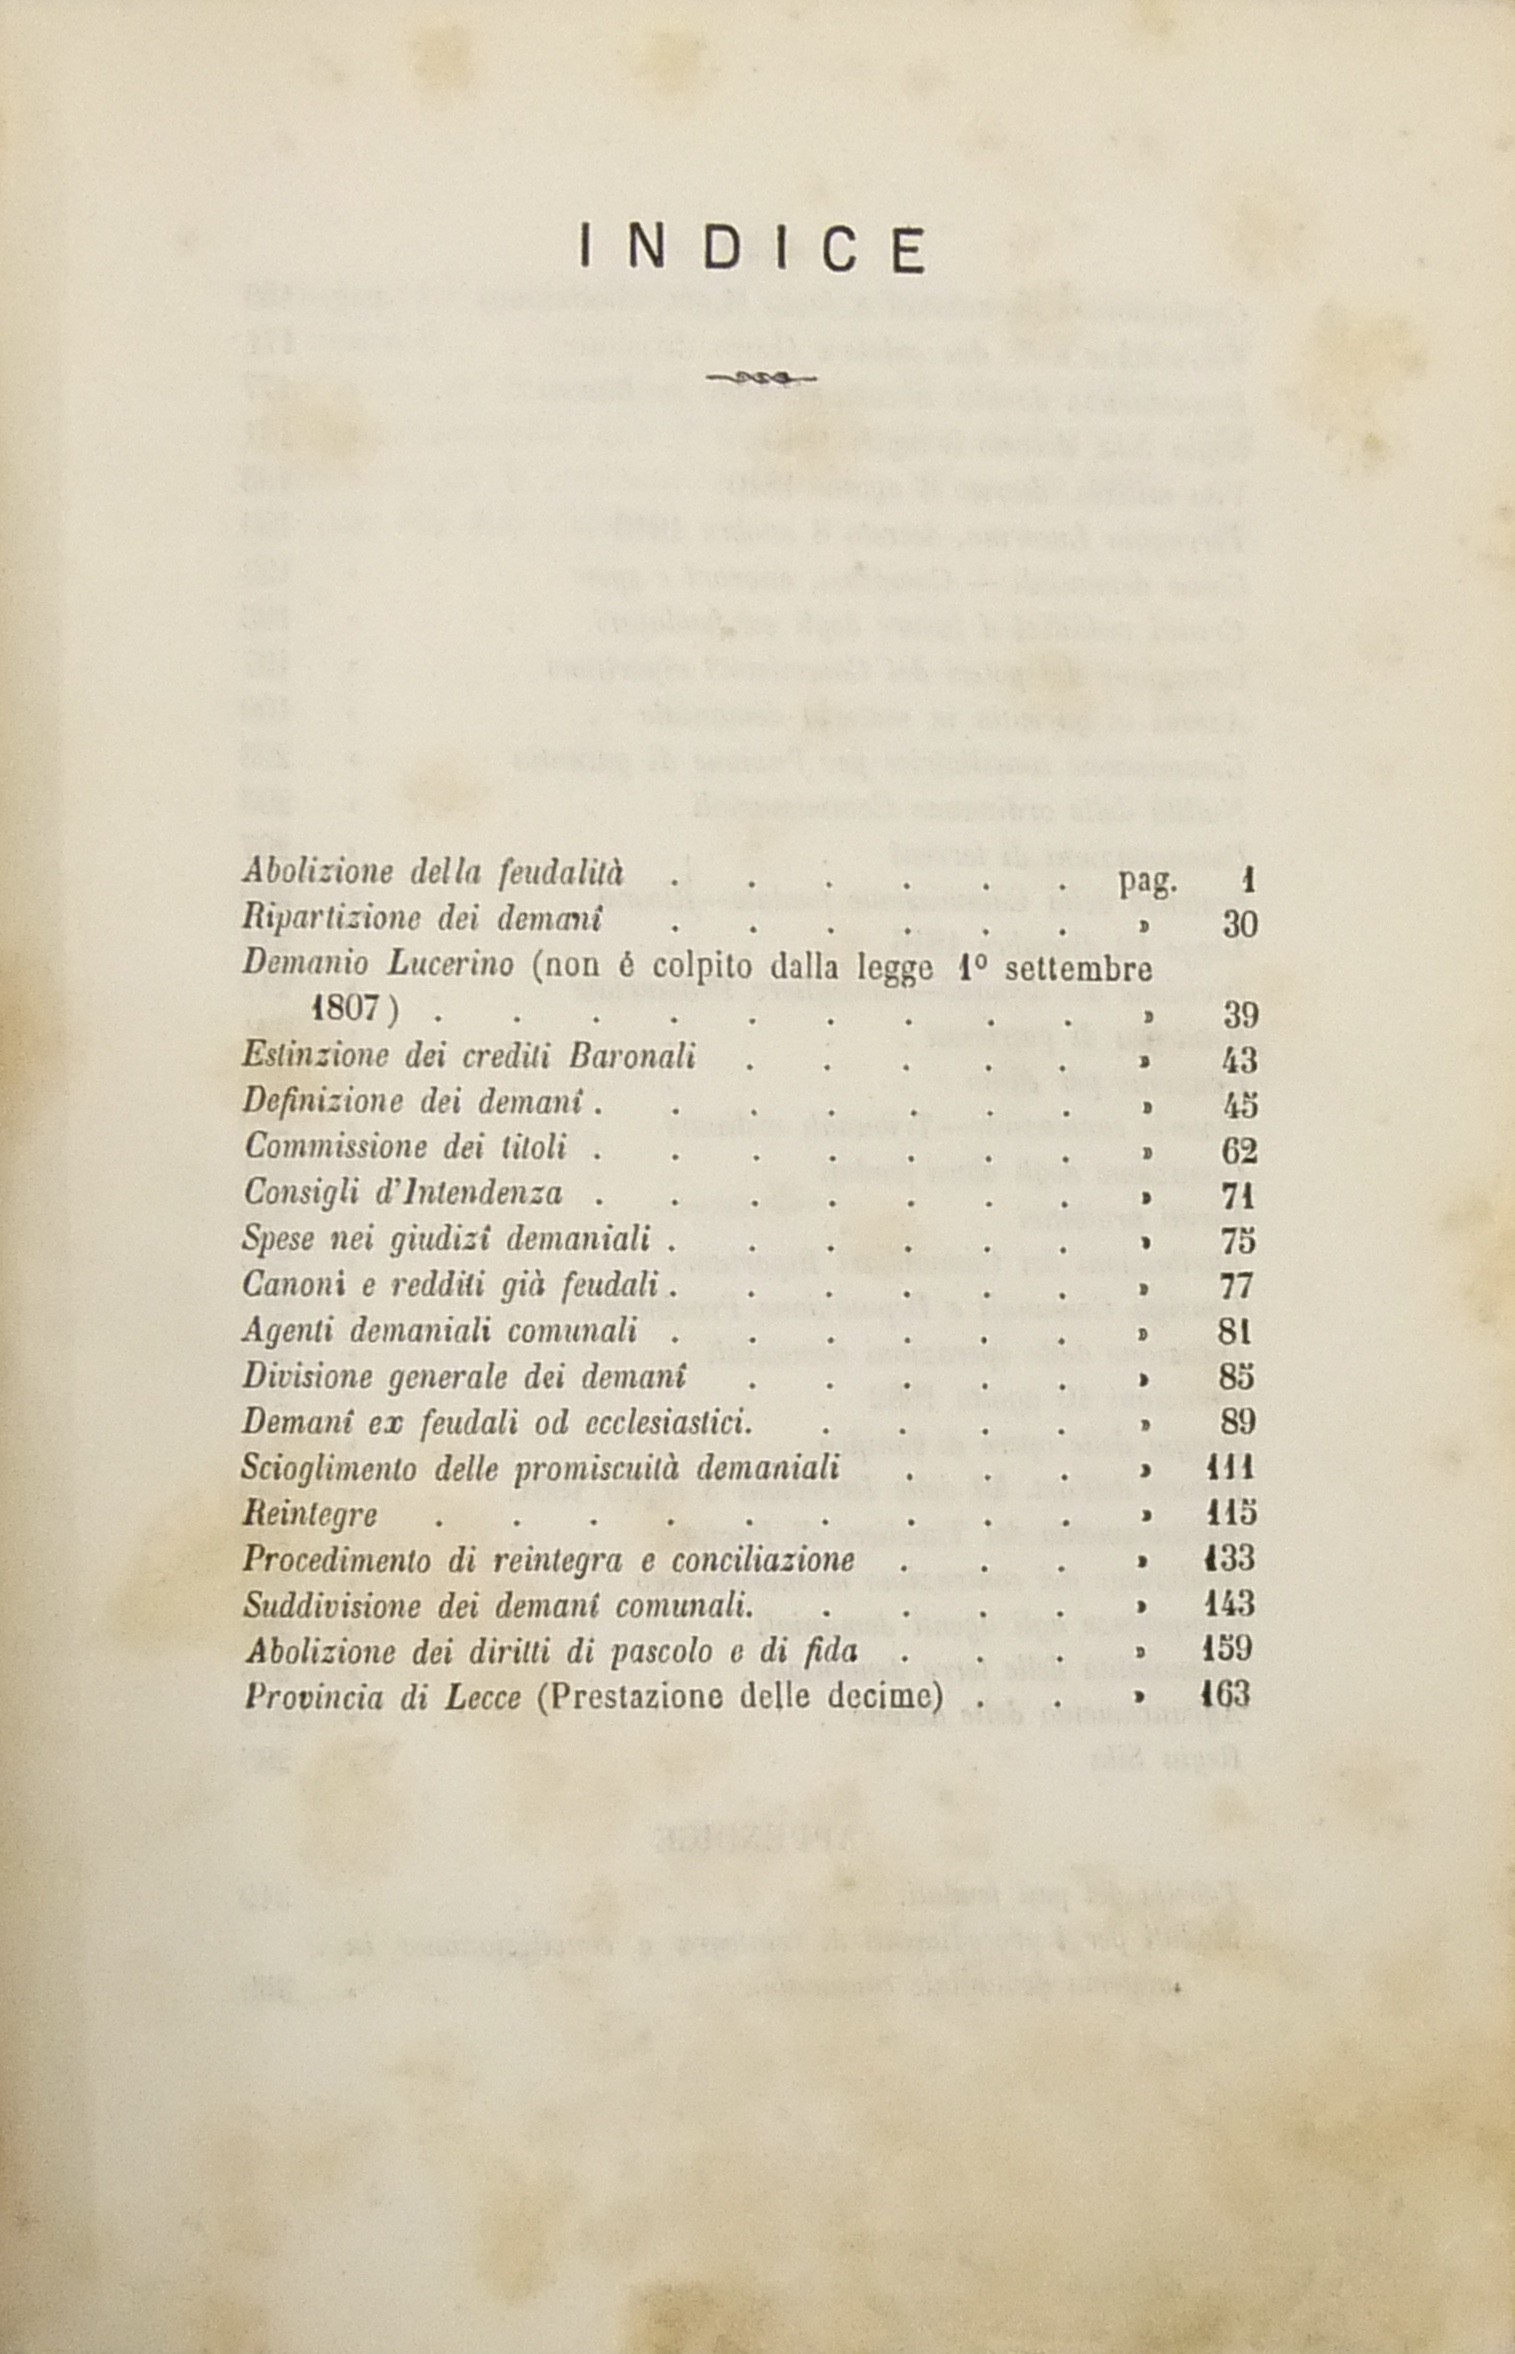 INDICE
Abolizione della feudalità . . . . . . pag. 1
Ripartizione dei demanî . . . . . . » 30
Demanio Lucerino (non é colpito dalla legge 1º settembre
1807) . . . . . . . . . » 39
Estinzione dei crediti Baronali . . . . . » 43
Definizione dei demanî . . . . . . . » 45
Commissione dei titoli . . . . . . . » 62
Consigli d'Intendenza . . . . . . . » 71
Spese nei giudizî demaniali . . . . . . » 75
Canoni e redditi già feudali . . . . . . » 77
Agenti demaniali comunali . . . . . . » 81
Divisione generale dei demanî . . . . . » 85
Demanî ex feudali od ecclesiastici. . . . . » 89
Scioglimento delle promiscuità demaniali . . . » 111
Reintegre . . . . . . . . . » 115
Procedimento di reintegra e conciliazione . . . » 133
Suddivisione dei demanî comunali. . . . . » 143
Abolizione dei diritti di pascolo e di fida . . . » 159
Provincia di Lecce (Prestazione delle decime) . . » 163